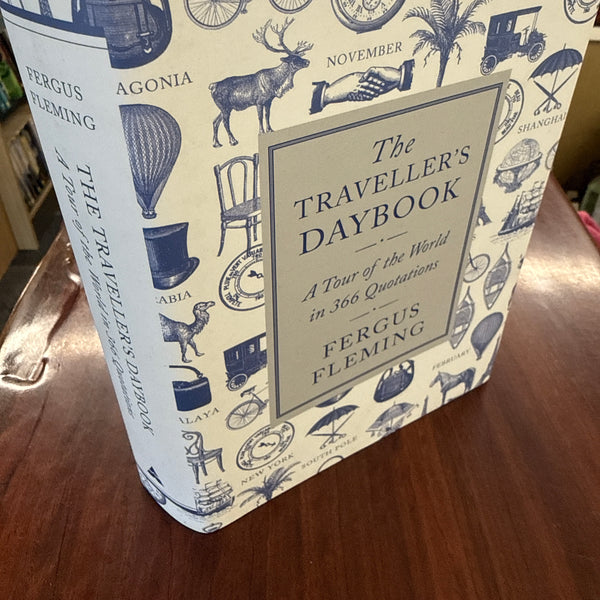 FERGUS
FLEMING
THE TRAVELLER'S DAYBOOK
A Tour of the World in 366 Quotations
AGONIA
NOVEMBER
SHANGHAI
The
TRAVELLER'S
DAYBOOK
A Tour of the World
in 366 Quotations
FERGUS
FLEMING
RABIA
ALAYA
FEBRUARY
NEW YORK
SOUTH POLE